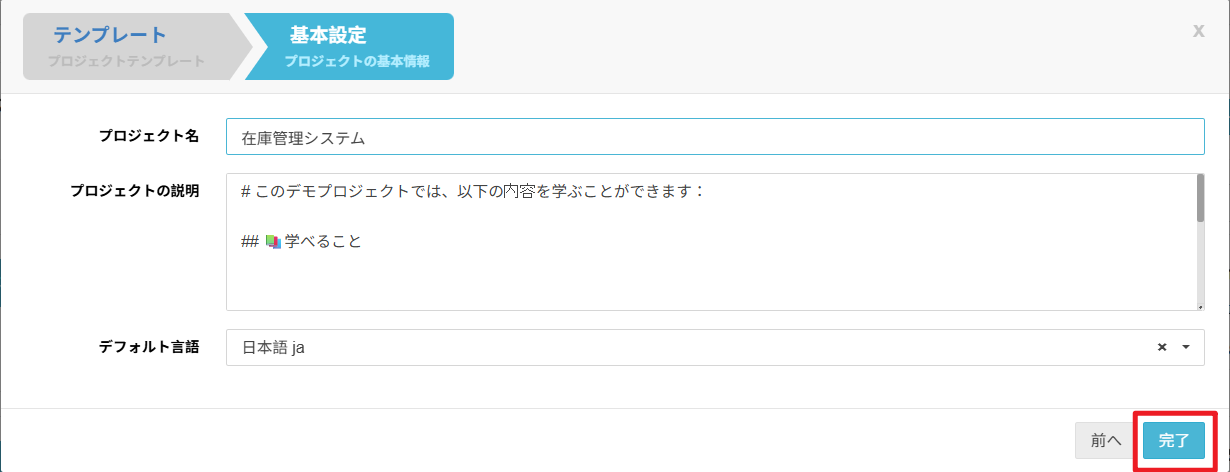 テンプレート
プロジェクトテンプレート
基本設定
プロジェクトの基本情報
x
プロジェクト名
在庫管理システム
プロジェクトの説明
# このデモプロジェクトでは、以下の内容を学ぶことができます：
## 📚 学べること
デフォルト言語
日本語 ja
前へ
完了